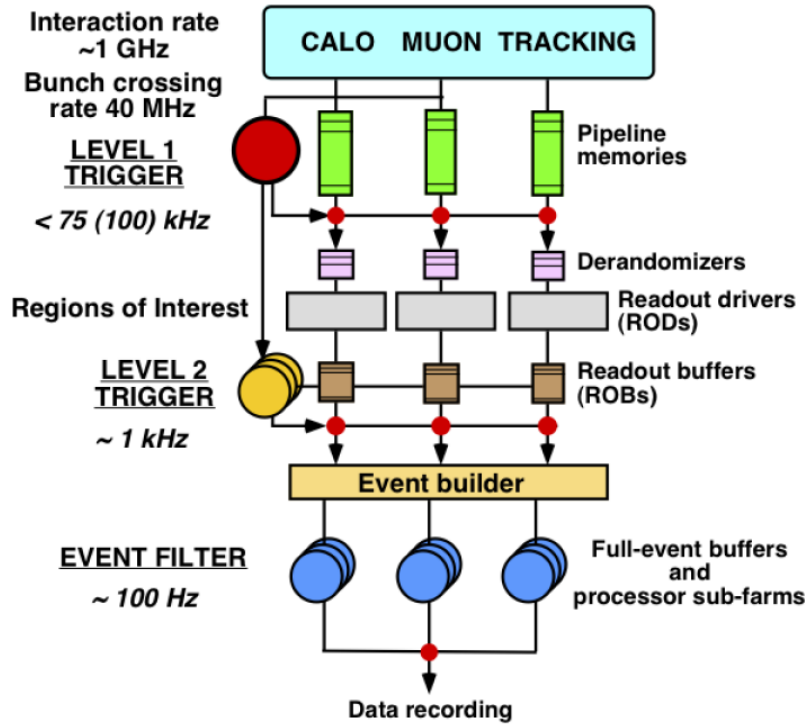 Interaction rate
~1 GHz
CALO MUON TRACKING
Bunch crossing
rate 40 MHz
LEVEL 1
TRIGGER
Pipeline
memories
< 75 (100) kHz
Derandomizers
Regions of Interest
Readout drivers
(RODs)
LEVEL 2
TRIGGER
Readout buffers
(ROBs)
~ 1 kHz
Event builder
EVENT FILTER
~ 100 Hz
Full-event buffers
and
processor sub-farms
Data recording